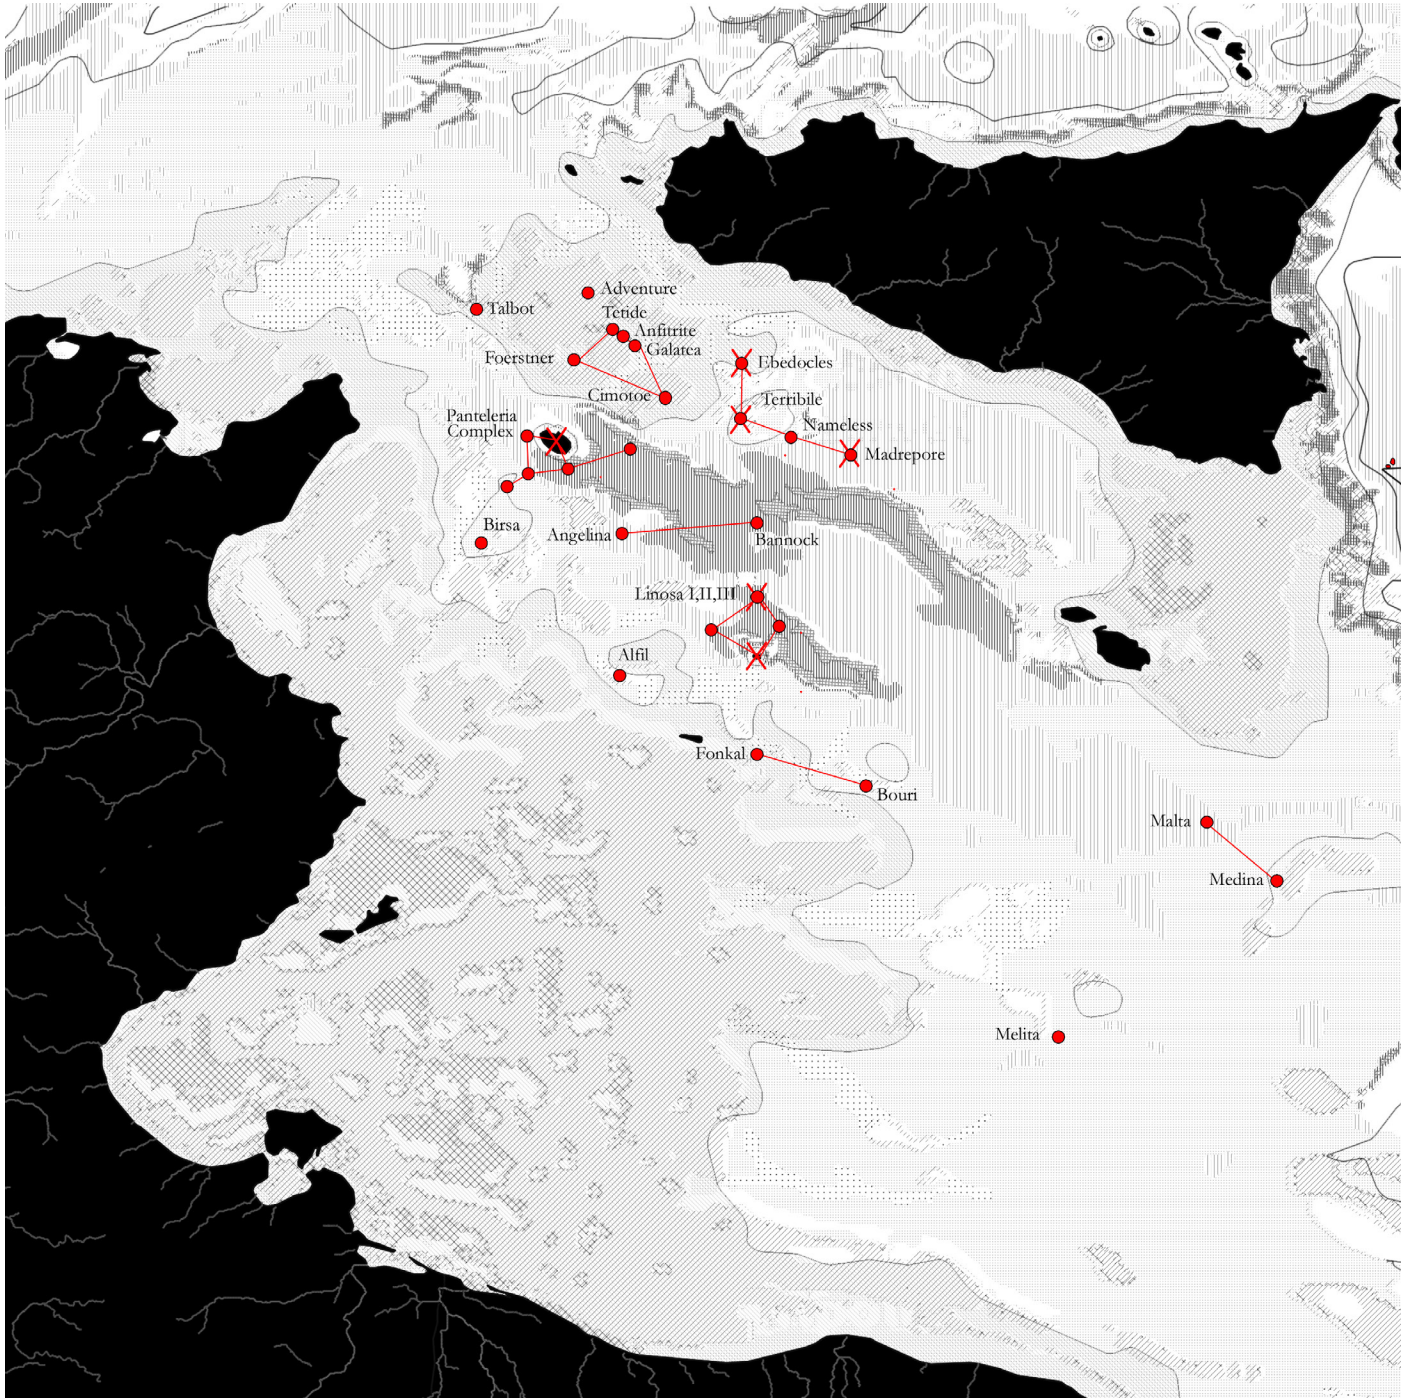 Adventure
Talbot
Tetide
Anfitrite
Galatea
Foerstner
Ebedocles
Cimotoe
Terribile
Panteleria
Complex
Nameless
Madrepore
Birsa
Angelina
Bannock
Linosa I,II,III
Alfil
Fonkal
Bouri
Malta
Medina
Melita